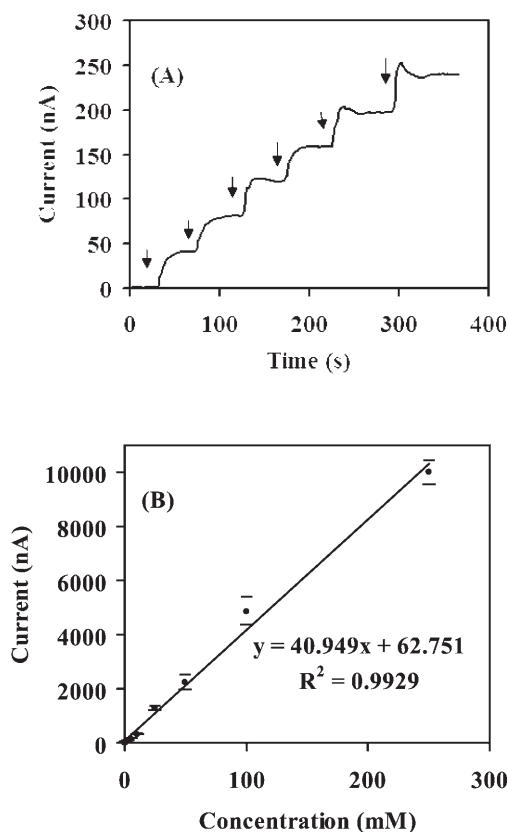 (A)
Current (nA)
300
250
200
150
100
50
0
0 100 200 300 400
Time (s)
(B)
Current (nA)
10000
8000
6000
4000
2000
0
y = 40.949x + 62.751
R² = 0.9929
0 100 200 300
Concentration (mM)